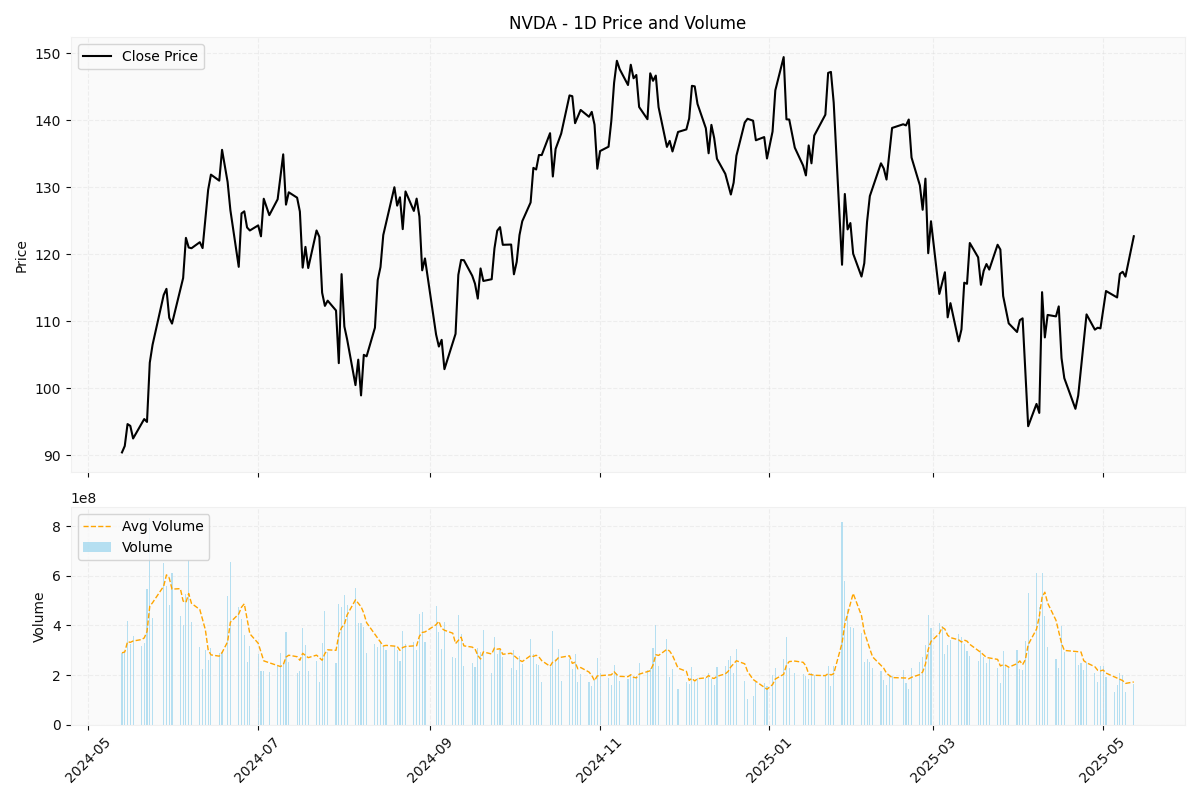 NVDA - 1D Price and Volume
Close Price
Price
150
140
130
120
110
100
90
1e8
Avg Volume
Volume
Volume
8
6
4
2
0
2024-05
2024-07
2024-09
2024-11
2025-01
2025-03
2025-05